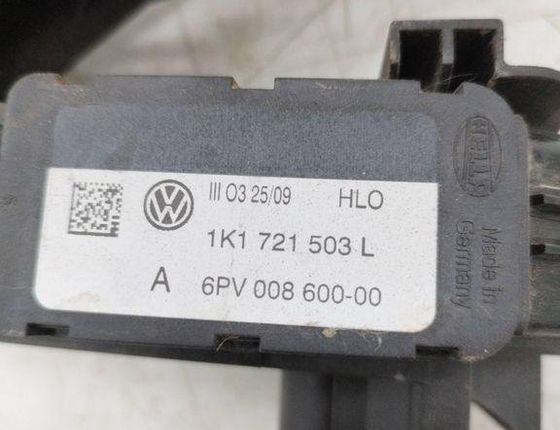 III 03 25/09 HLO
1K1 721 503 L
A 6PV 008 600-00
HELLA
Made in
Germany